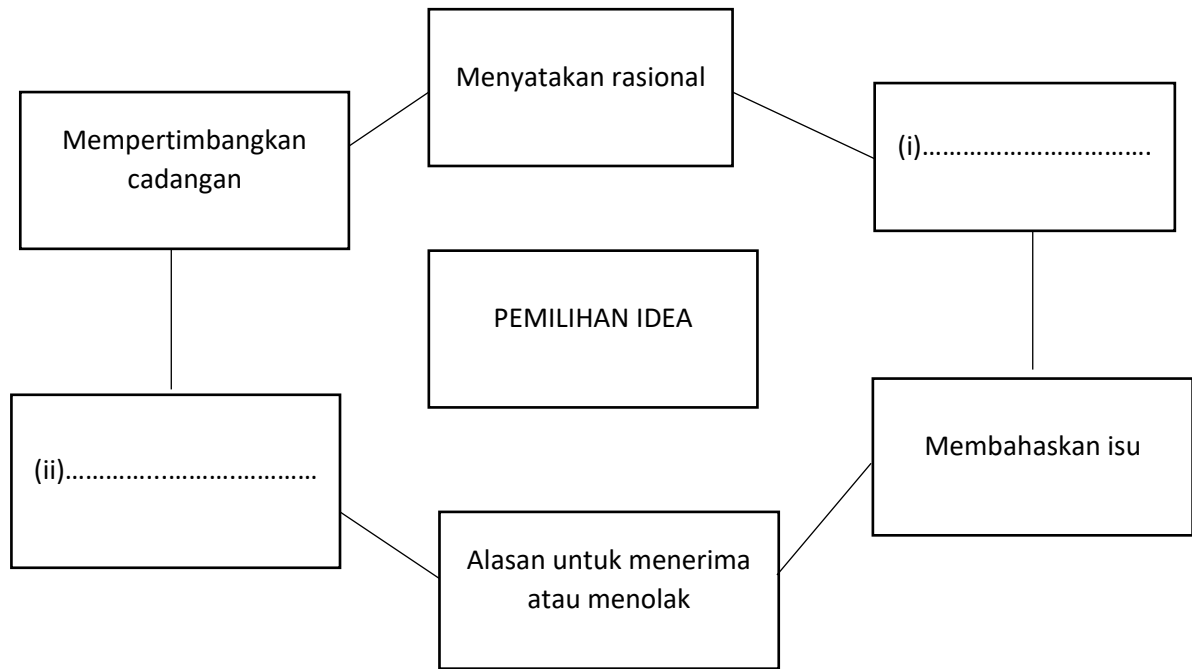 Menyatakan rasional
Mempertimbangkan
cadangan
(i)…………………………….
PEMILIHAN IDEA
(ii)…………..……….…………
Membahaskan isu
Alasan untuk menerima
atau menolak